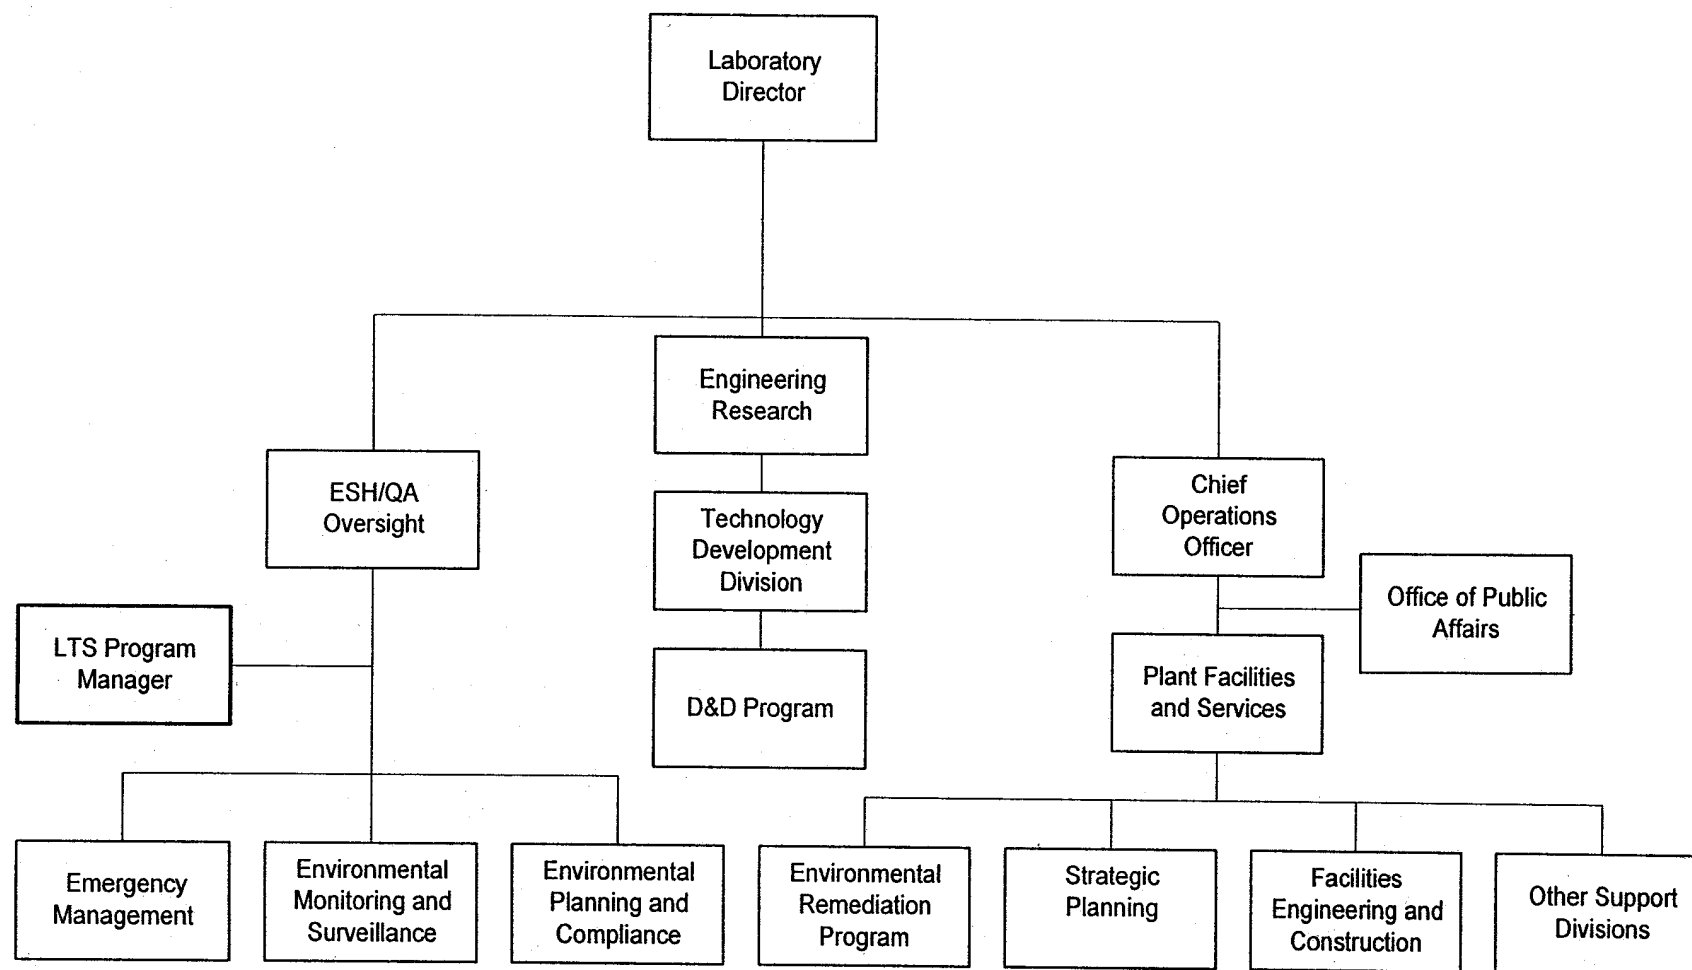 Laboratory
Director
Engineering
Research
ESH/QA
Oversight
Chief
Operations
Officer
Technology
Development
Division
Office of Public
Affairs
LTS Program
Manager
Plant Facilities
and Services
D&D Program
Emergency
Management
Environmental
Monitoring and
Surveillance
Environmental
Planning and
Compliance
Environmental
Remediation
Program
Strategic
Planning
Facilities
Engineering and
Construction
Other Support
Divisions